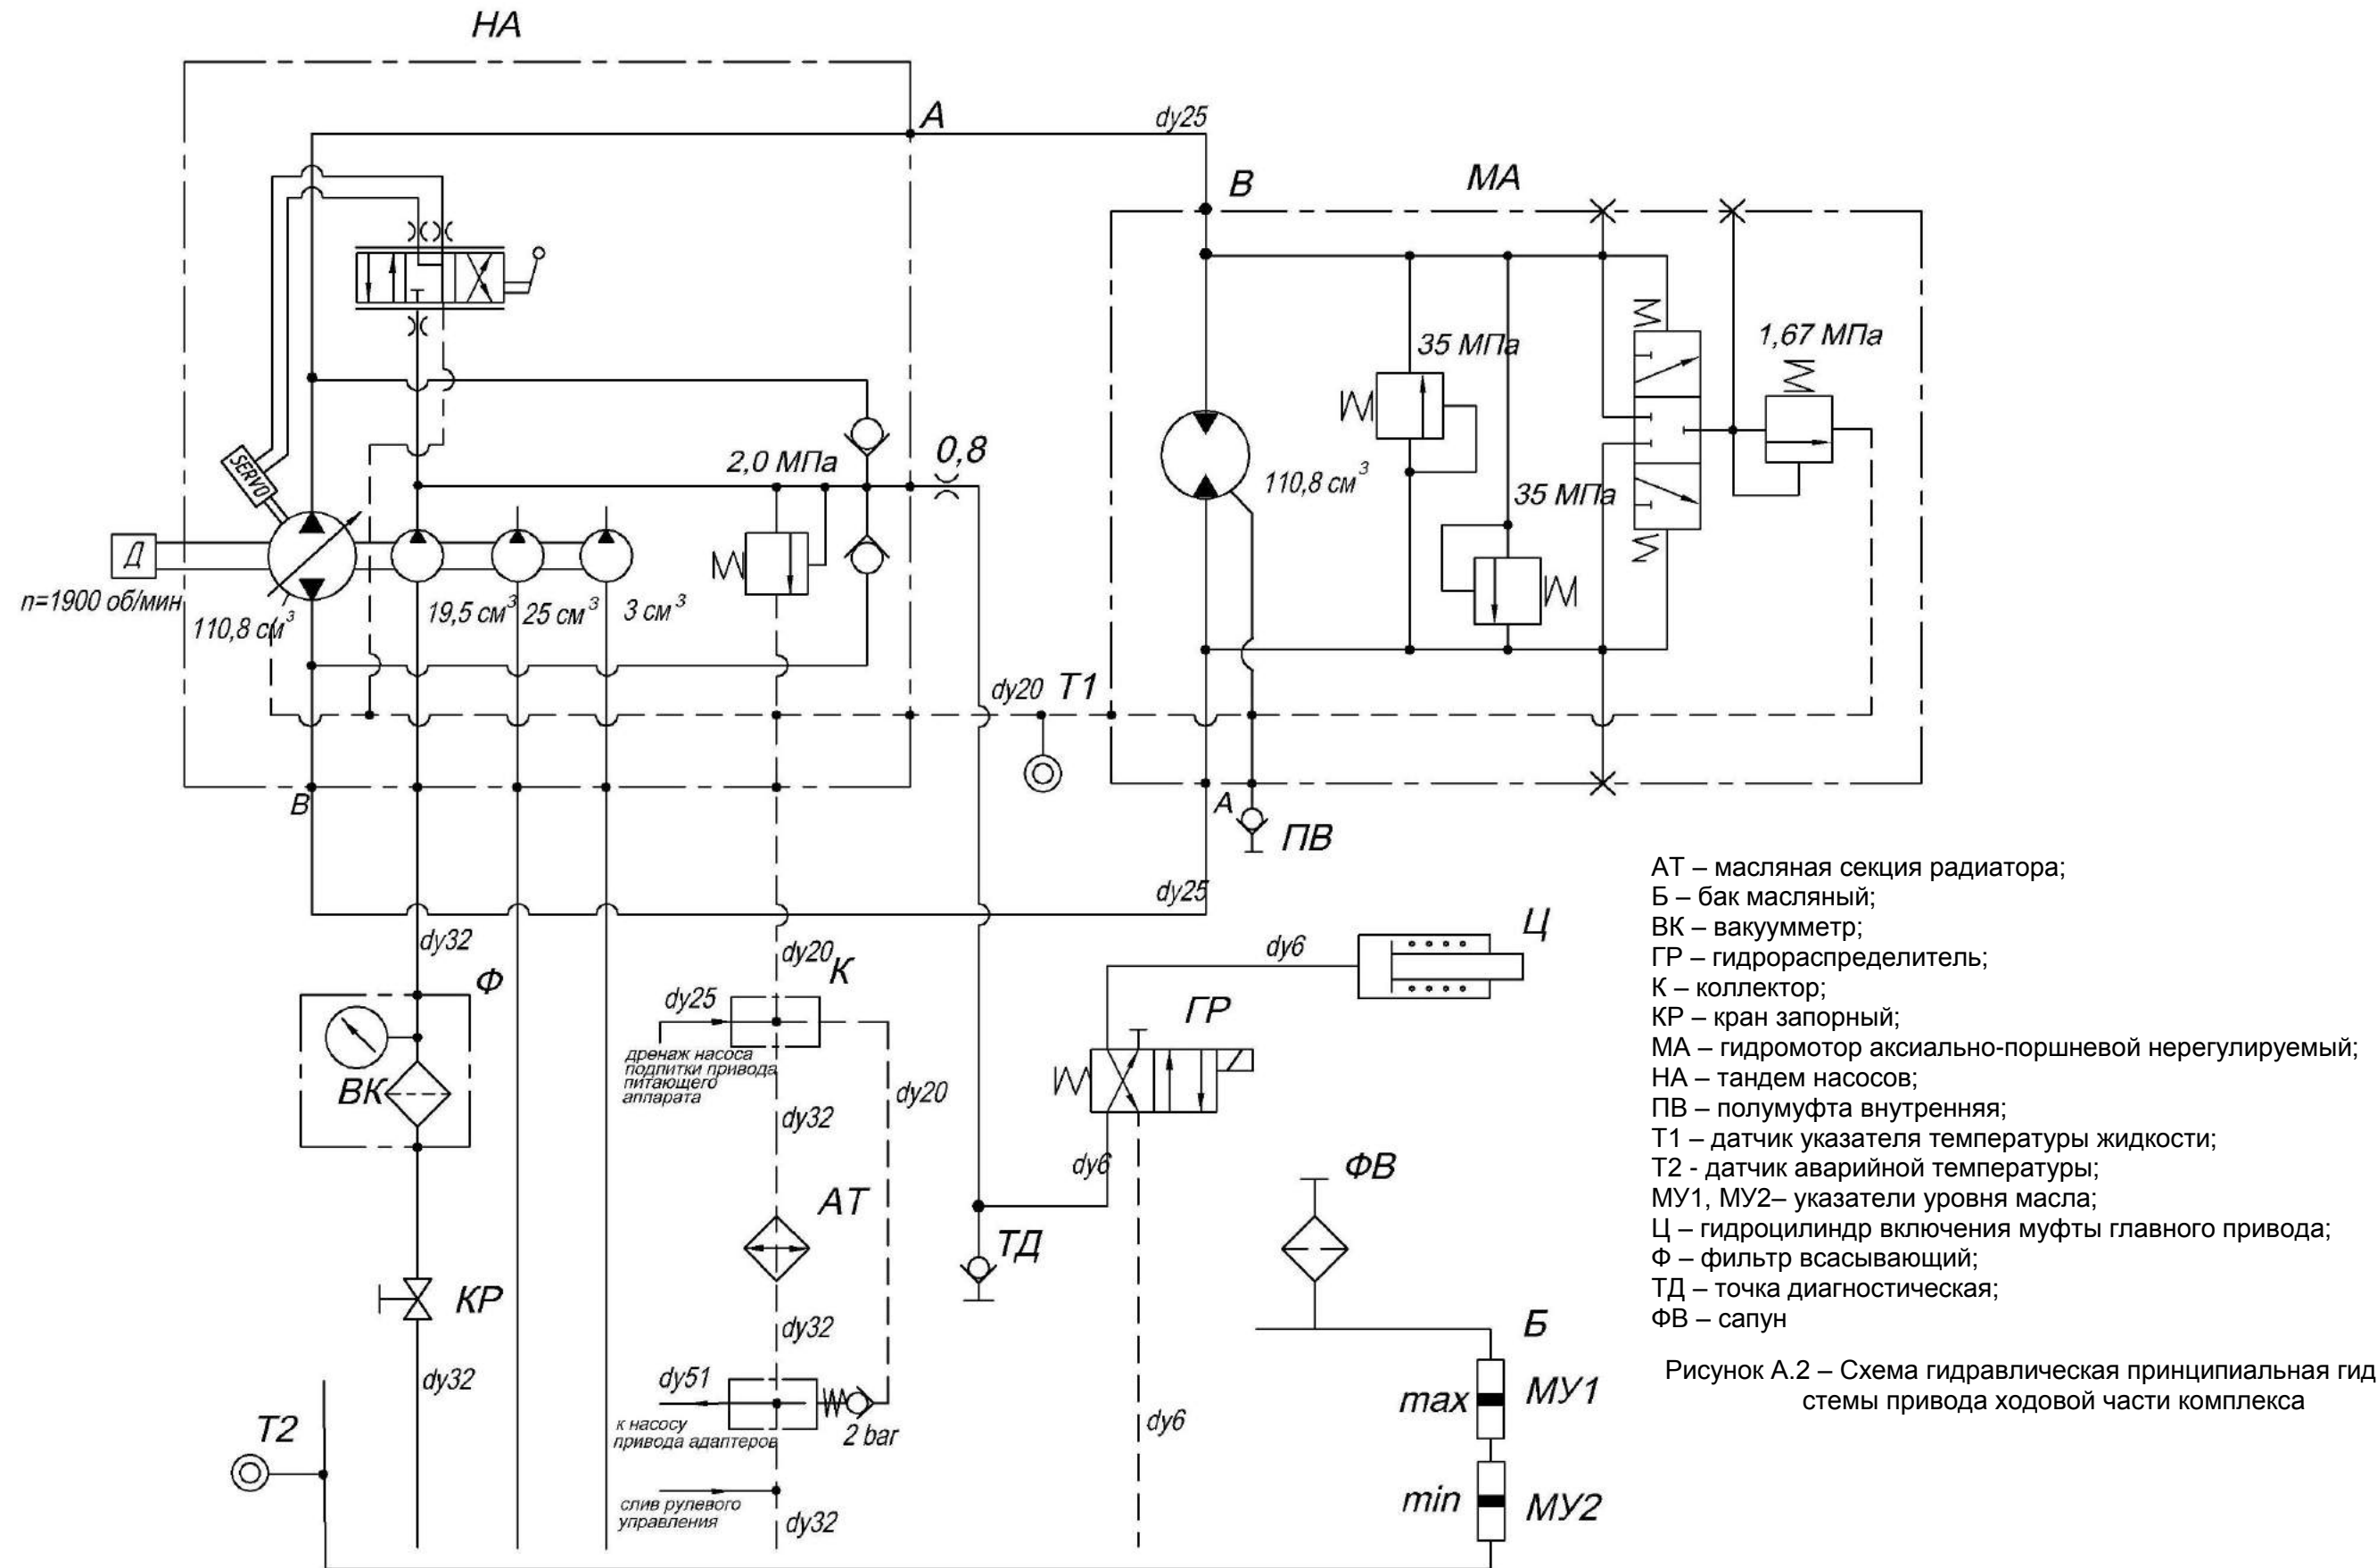 НА
А
dy25
В
МА
35 МПа
1,67 МПа
2,0 МПа
0,8
SERVO
110,8 см³
35 МПа
Д
n=1900 об/мин
110,8 см³
19,5 см³
25 см³
3 см³
dy20
Т1
В
А
ПВ
dy25
dy32
dy20
К
Ф
dy25
дренаж насоса
подпитки привода
питающего
аппарата
ВК
dy32
dy20
АТ
dy6
Ц
ГР
dy6
ТД
ФВ
КР
dy32
dy32
dy51
к насосу
привода адаптеров
2 bar
dy6
Т2
слив рулевого
управления
dy32
Б
max
МУ1
min
МУ2
АТ – масляная секция радиатора;
Б – бак масляный;
ВК – вакуумметр;
ГР – гидрораспределитель;
К – коллектор;
КР – кран запорный;
МА – гидромотор аксиально-поршневой нерегулируемый;
НА – тандем насосов;
ПВ – полумуфта внутренняя;
Т1 – датчик указателя температуры жидкости;
Т2 - датчик аварийной температуры;
МУ1, МУ2– указатели уровня масла;
Ц – гидроцилиндр включения муфты главного привода;
Ф – фильтр всасывающий;
ТД – точка диагностическая;
ФВ – сапун
Рисунок А.2 – Схема гидравлическая принципиальная гид
стемы привода ходовой части комплекса